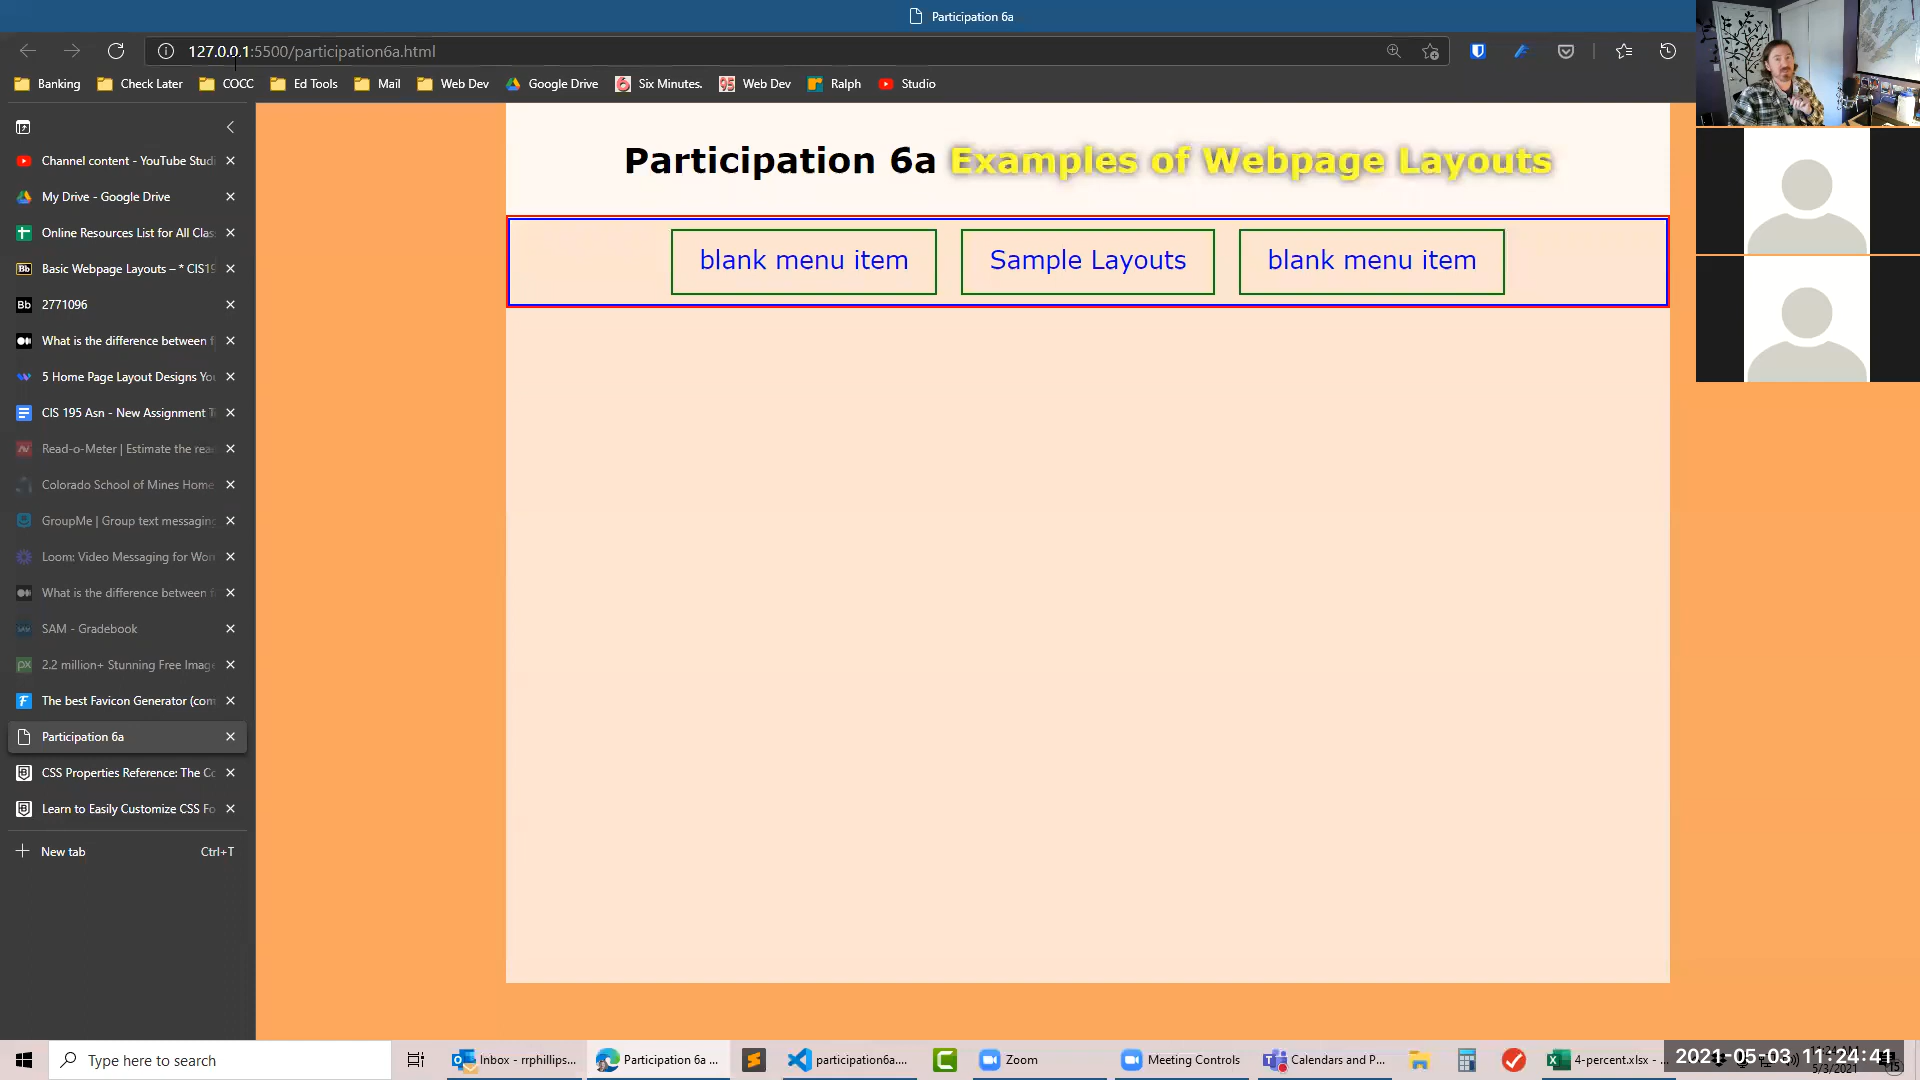 Participation 6a
127.0.0.1:5500/participation6a.html
Banking
Check Later
COCC
Ed Tools
Mail
Web Dev
Google Drive
Six Minutes.
Web Dev
Ralph
Studio
Channel content - YouTube Studi
My Drive - Google Drive
Online Resources List for All Clas
Basic Webpage Layouts – * CIS19
2771096
What is the difference between f
5 Home Page Layout Designs You
CIS 195 Asn - New Assignment T
Read-o-Meter | Estimate the rea
Colorado School of Mines Home
GroupMe | Group text messaging
Loom: Video Messaging for Wor
What is the difference between f
SAM - Gradebook
2.2 million+ Stunning Free Image
The best Favicon Generator (com
Participation 6a
CSS Properties Reference: The Co
Learn to Easily Customize CSS Fo
New tab Ctrl+T
Participation 6a Examples of Webpage Layouts
blank menu item
Sample Layouts
blank menu item
Type here to search
Inbox - rrphillips...
Participation 6a ...
participation6a....
Zoom
Meeting Controls
Calendars and P...
4-percent.xlsx - ...
2021-05-03 11:24:41
5/3/2021
15